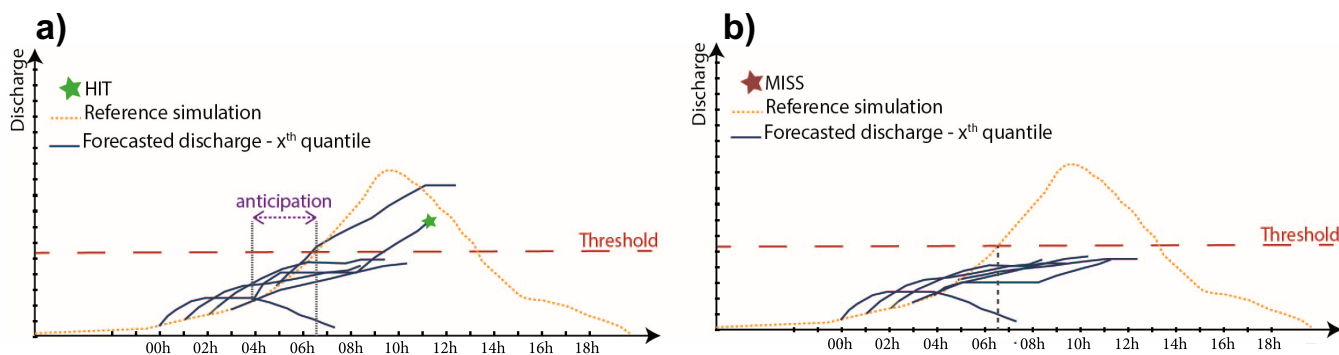 a)
Discharge
HIT
Reference simulation
Forecasted discharge - xth quantile
anticipation
Threshold
00h 02h 04h 06h 08h 10h 12h 14h 16h 18h
b)
Discharge
MISS
Reference simulation
Forecasted discharge - xth quantile
Threshold
00h 02h 04h 06h 08h 10h 12h 14h 16h 18h